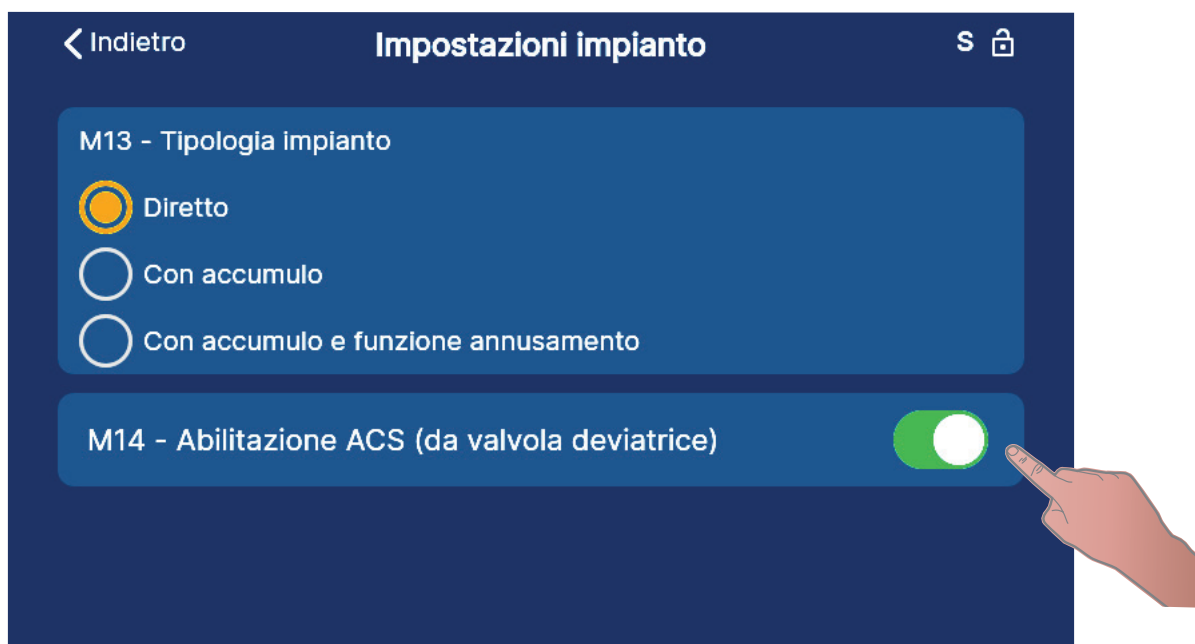 Indietro
Impostazioni impianto
S
M13 - Tipologia impianto
Diretto
Con accumulo
Con accumulo e funzione annusamento
M14 - Abilitazione ACS (da valvola deviatrice)